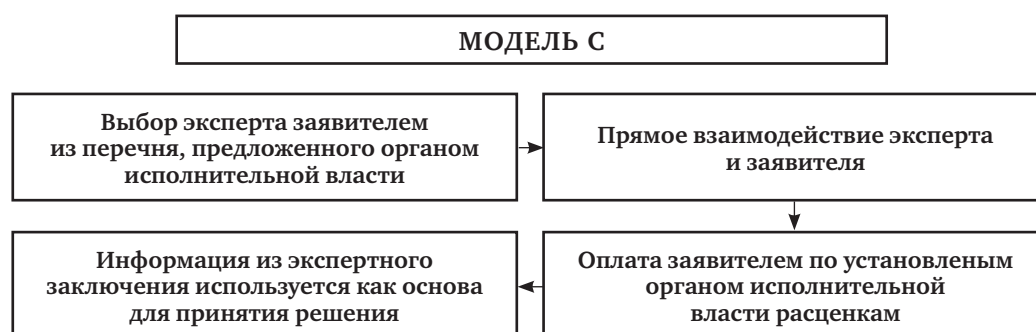 МОДЕЛЬ С
Выбор эксперта заявителем
из перечня, предложенного органом
исполнительной власти
Прямое взаимодействие эксперта
и заявителя
Оплата заявителем по установленым
органом исполнительной
власти расценкам
Информация из экспертного
заключения используется как основа
для принятия решения